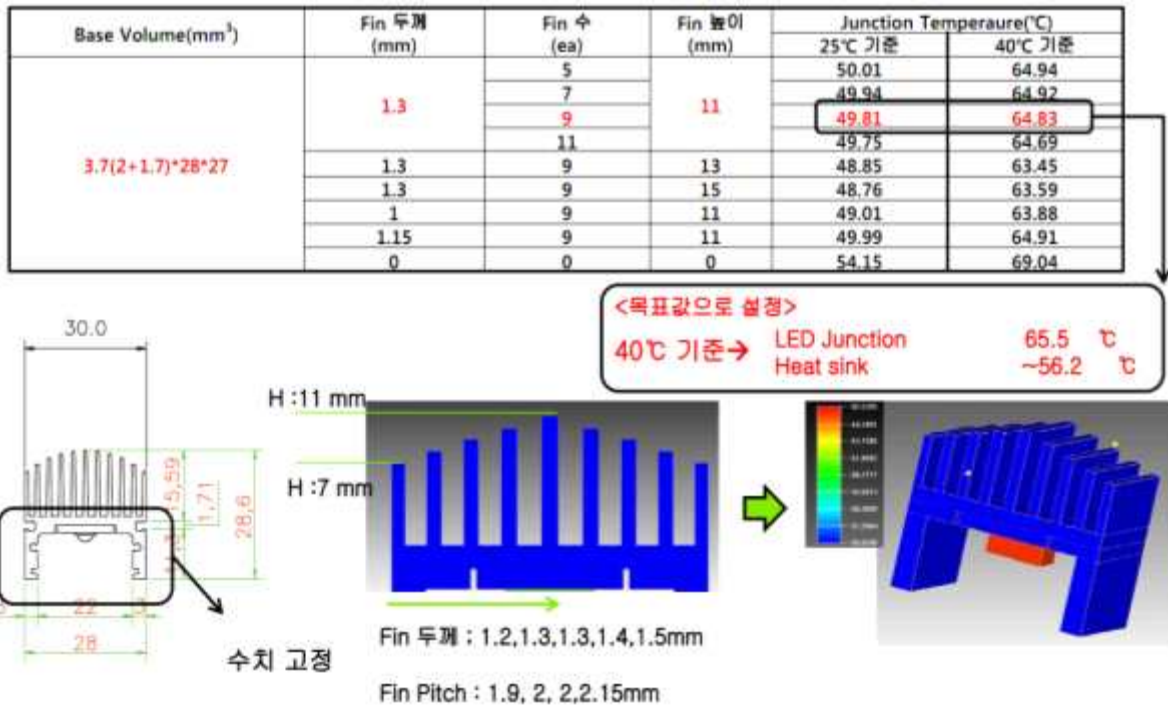 Base Volume(mm³) Fin 두께 (mm) Fin 수 (ea) Fin 높이 (mm) Junction Temperaure(℃)
25℃ 기준 40℃ 기준
3.7(2+1.7)*28*27
1.3 5 11 50.01 64.94
7 49.94 64.92
9 49.81 64.83
11 49.75 64.69
1.3 9 13 48.85 63.45
1.3 9 15 48.76 63.59
1 9 11 49.01 63.88
1.15 9 11 49.99 64.91
0 0 0 54.15 69.04
<목표값으로 설정>
40℃ 기준→ LED Junction 65.5 ℃
Heat sink ~56.2 ℃
30.0
15,59
1,71
28,6
22
28
수치 고정
H :11 mm
H :7 mm
Fin 두께 : 1.2,1.3,1.3,1.4,1.5mm
Fin Pitch : 1.9, 2, 2,2.15mm